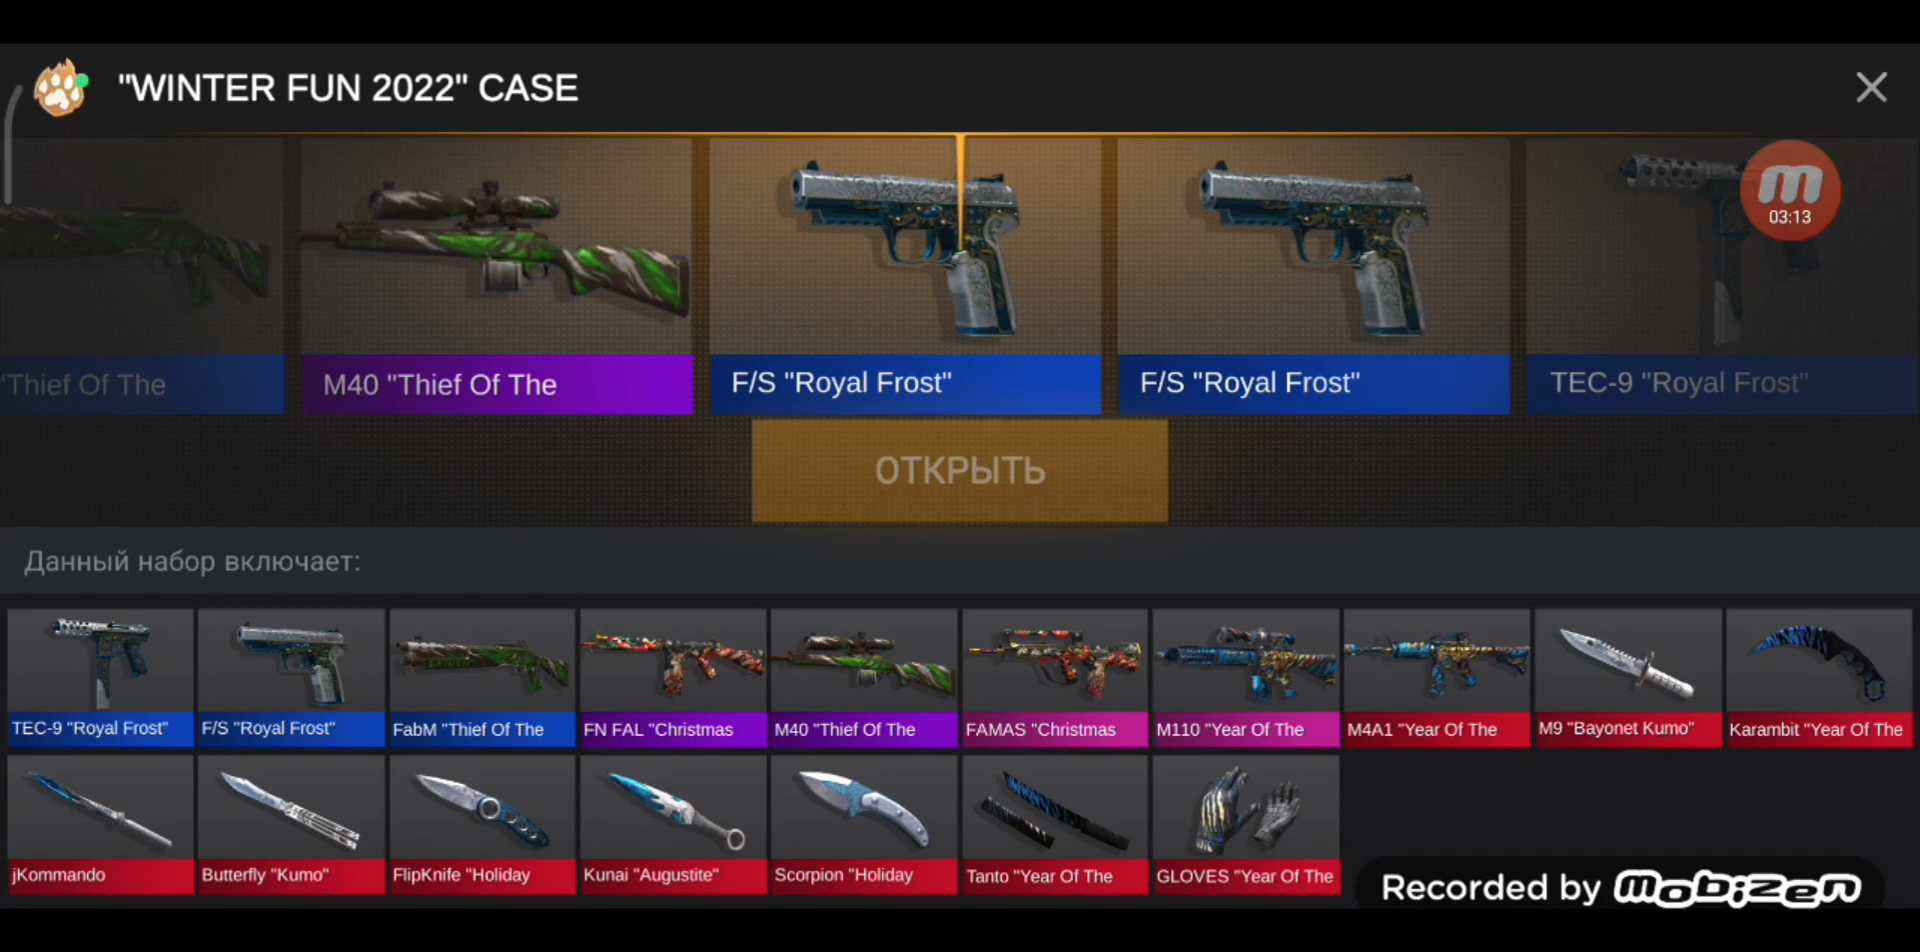 "WINTER FUN 2022" CASE
m
03:13
"Thief Of The
M40 "Thief Of The
F/S "Royal Frost"
F/S "Royal Frost"
TEC-9 "Royal Frost"
ОТКРЫТЬ
Данный набор включает:
TEC-9 "Royal Frost"
F/S "Royal Frost"
FabM "Thief Of The
FN FAL "Christmas
M40 "Thief Of The
FAMAS "Christmas
M110 "Year Of The
M4A1 "Year Of The
M9 "Bayonet Kumo"
Karambit "Year Of The
jKommando
Butterfly "Kumo"
FlipKnife "Holiday
Kunai "Augustite"
Scorpion "Holiday
Tanto "Year Of The
GLOVES "Year Of The
Recorded by mobizen